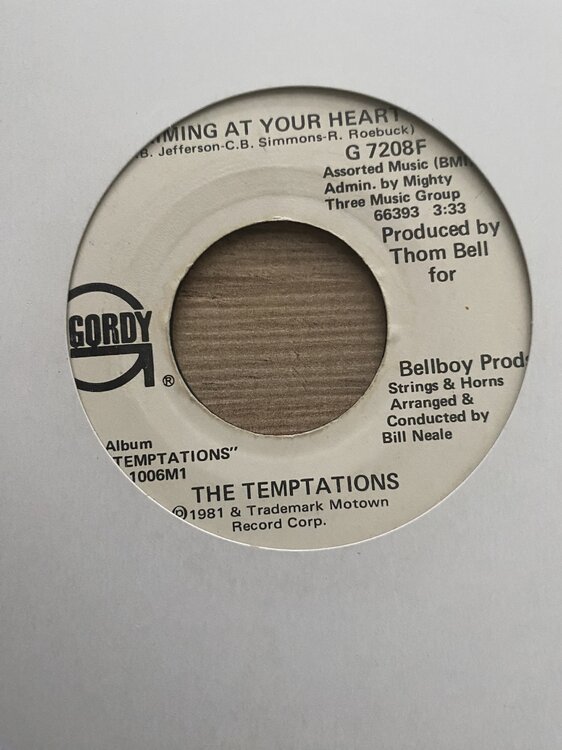 MING AT YOUR HEART
B. Jefferson-C.B. Simmons-R. Roebuck)
G 7208F
Assorted Music (BMI
Admin. by Mighty
Three Music Group
66393 3:33
Produced by
Thom Bell
for
GORDY
®
Bellboy Prods
Strings & Horns
Arranged &
Conducted by
Bill Neale
Album
TEMPTATIONS"
1006M1
THE TEMPTATIONS
Ⓟ1981 & Trademark Motown
Record Corp.